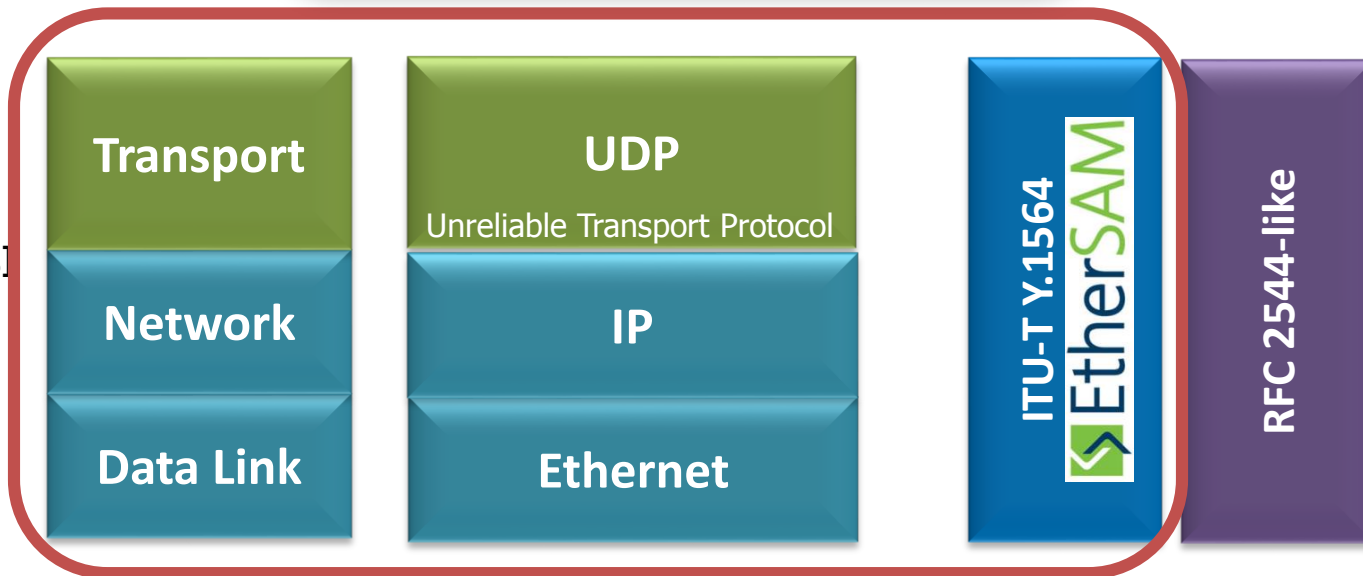 Transport
Network
Data Link
UDP
Unreliable Transport Protocol
IP
Ethernet
ITU-T Y.1564
EtherSAM
RFC 2544-like